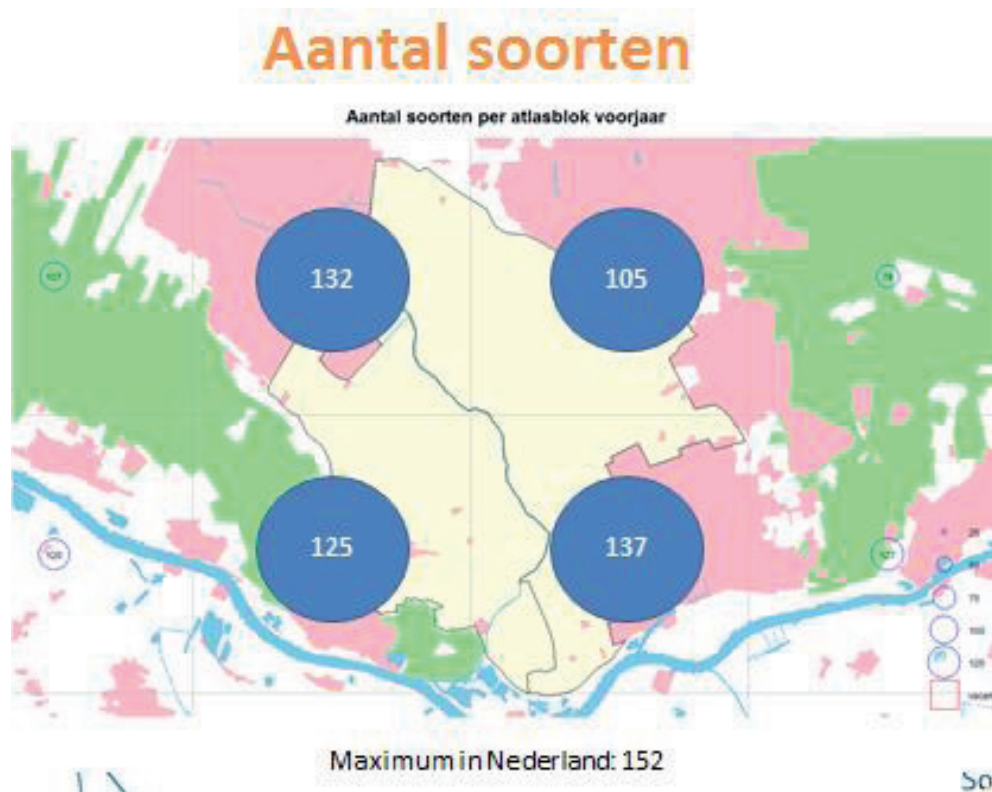 Aantal soorten
Aantal soorten per atlasblok voorjaar
132
105
125
137
Maximum in Nederland: 152